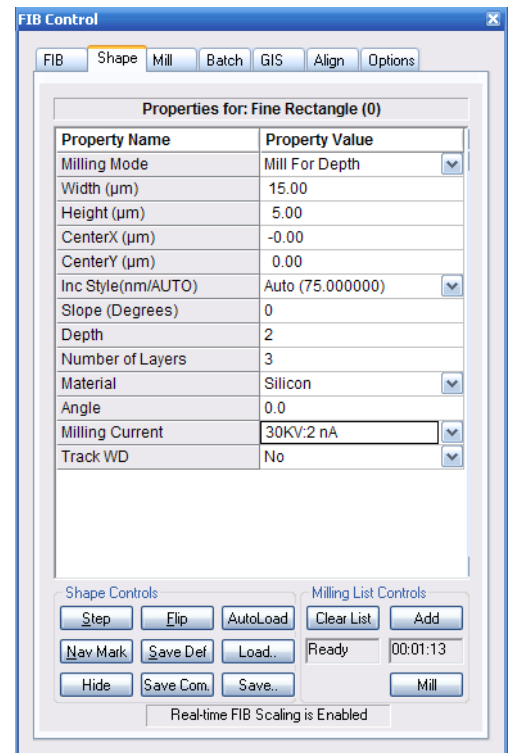 FIB Control
FIB Shape Mill Batch GIS Align Options
Properties for: Fine Rectangle (0)
Property Name Property Value
Milling Mode Mill For Depth
Width (µm) 15.00
Height (µm) 5.00
CenterX (µm) -0.00
CenterY (µm) 0.00
Inc Style(nm/AUTO) Auto (75.000000)
Slope (Degrees) 0
Depth 2
Number of Layers 3
Material Silicon
Angle 0.0
Milling Current 30KV:2 nA
Track WD No
Shape Controls Milling List Controls
Step Flip AutoLoad Clear List Add
Nav Mark Save Def Load.. Ready 00:01:13
Hide Save Com. Save.. Mill
Real-time FIB Scaling is Enabled